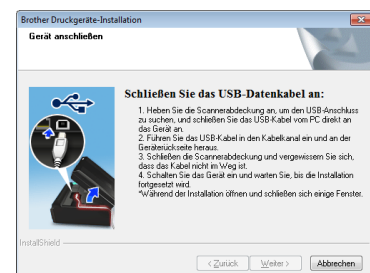 Brother Druckgeräte-Installation
Gerät anschließen
Schließen Sie das USB-Datenkabel an:
1. Heben Sie die Scannerabdeckung an, um den USB-Anschluss
zu suchen, und schließen Sie das USB-Kabel vom PC direkt an
das Gerät an.
2. Führen Sie das USB-Kabel in den Kabelkanal ein und an der
Geräterückseite heraus.
3. Schließen die Scannerabdeckung und vergewissern Sie sich,
dass das Kabel nicht im Weg ist.
4. Schalten Sie das Gerät ein und warten Sie, bis die Installation
fortgesetzt wird.
*Während der Installation öffnen und schließen sich einige Fenster.
InstallShield
< Zurück Weiter > Abbrechen